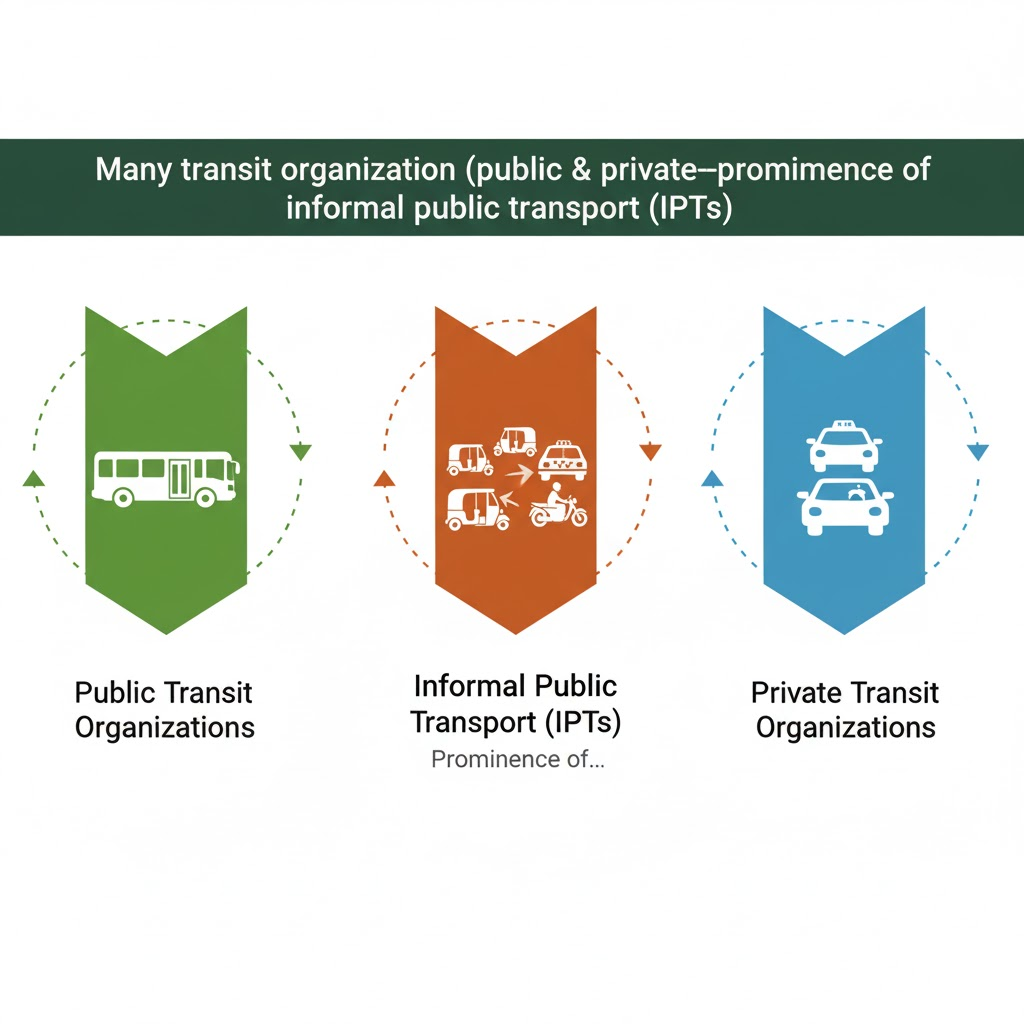 Many transit organization (public & private–promimence of
informal public transport (IPTs)
Public Transit
Organizations
Informal Public
Transport (IPTs)
Prominence of...
Private Transit
Organizations